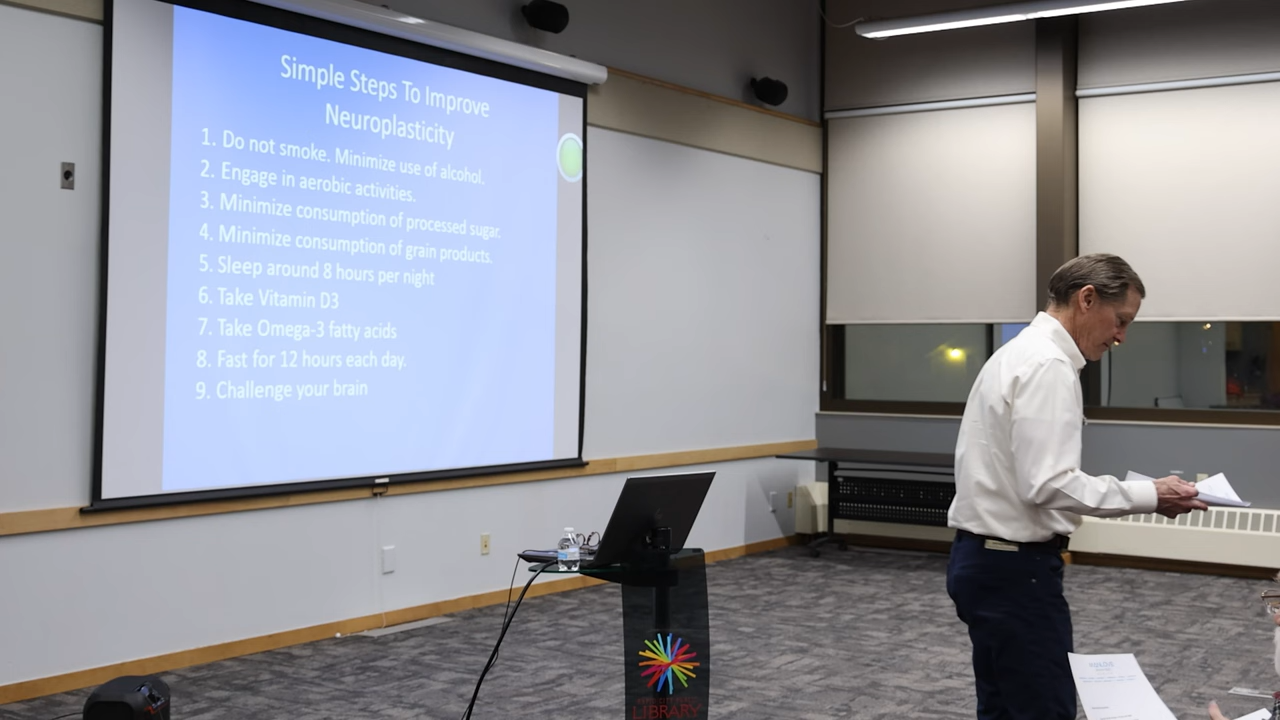 Simple Steps To Improve
Neuroplasticity
1. Do not smoke. Minimize use of alcohol.
2. Engage in aerobic activities.
3. Minimize consumption of processed sugar.
4. Minimize consumption of grain products.
5. Sleep around 8 hours per night
6. Take Vitamin D3
7. Take Omega-3 fatty acids
8. Fast for 12 hours each day.
9. Challenge your brain
LIBRARY